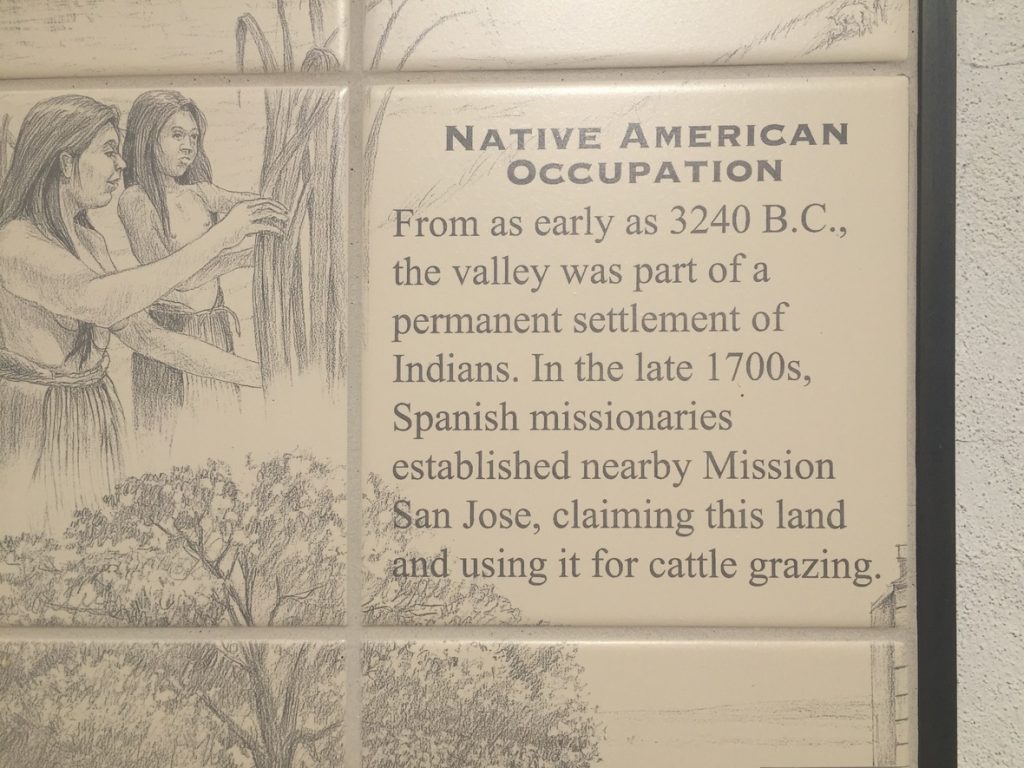 NATIVE AMERICAN
OCCUPATION
From as early as 3240 B.C.,
the valley was part of a
permanent settlement of
Indians. In the late 1700s,
Spanish missionaries
established nearby Mission
San Jose, claiming this land
and using it for cattle grazing.